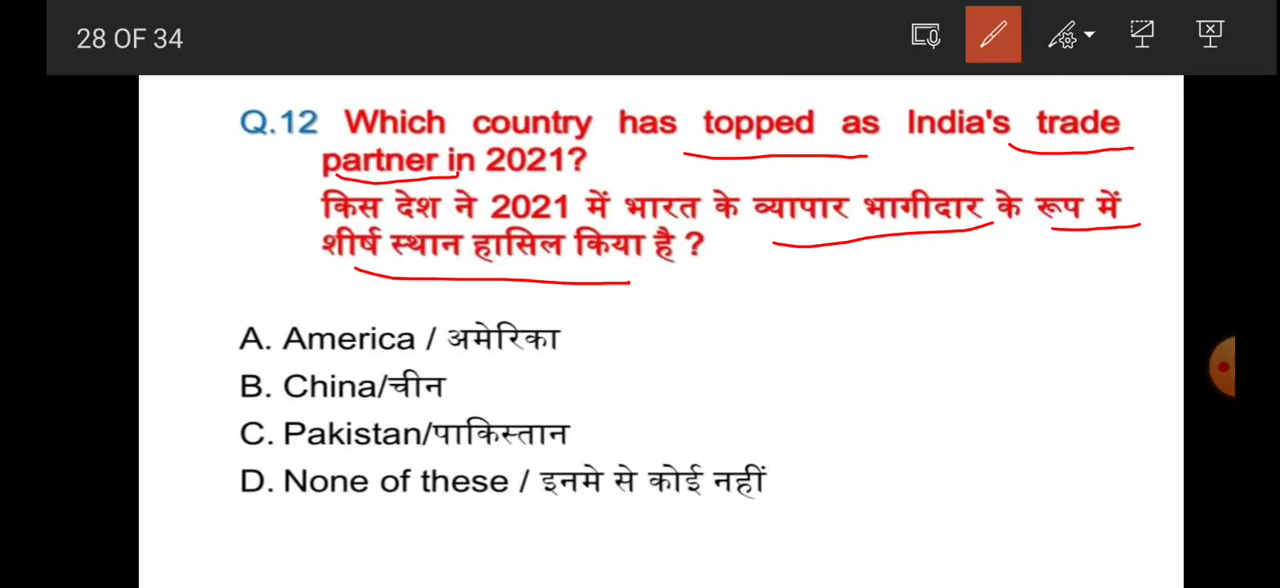 28 OF 34
Q.12 Which country has topped as India's trade
partner in 2021?
किस देश ने 2021 में भारत के व्यापार भागीदार के रूप में
शीर्ष स्थान हासिल किया है ?
A. America / अमेरिका
B. China/चीन
C. Pakistan/पाकिस्तान
D. None of these / इनमे से कोई नहीं